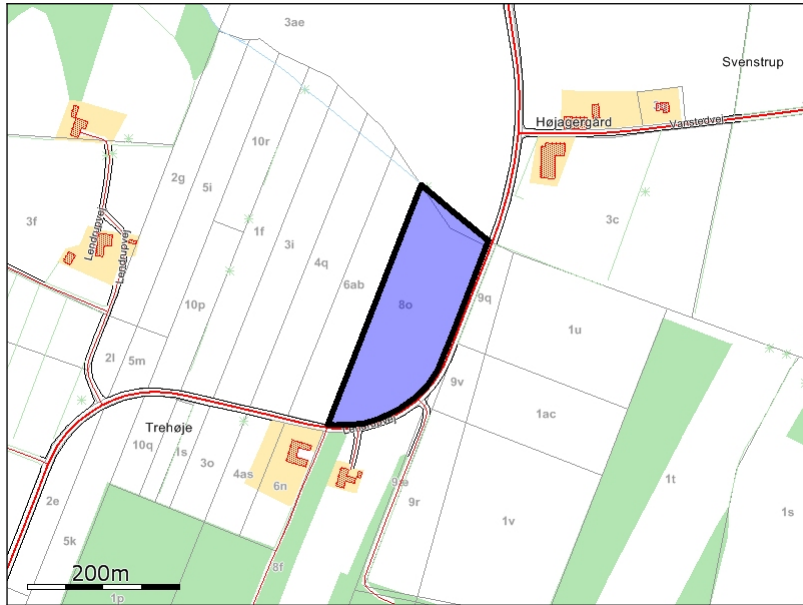 3ae
Svenstrup
Højagergård
Vanstedvej
10r
2g
5i
3f
Lendrupvej
Lendrupvej
1f
3i
4q
6ab
3c
10p
8o
9q
1u
2l
5m
9v
1ac
Trehøje
10q
1s
3o
4as
6n
9æ
9r
1t
1v
1s
2e
5k
8f
1p
200m